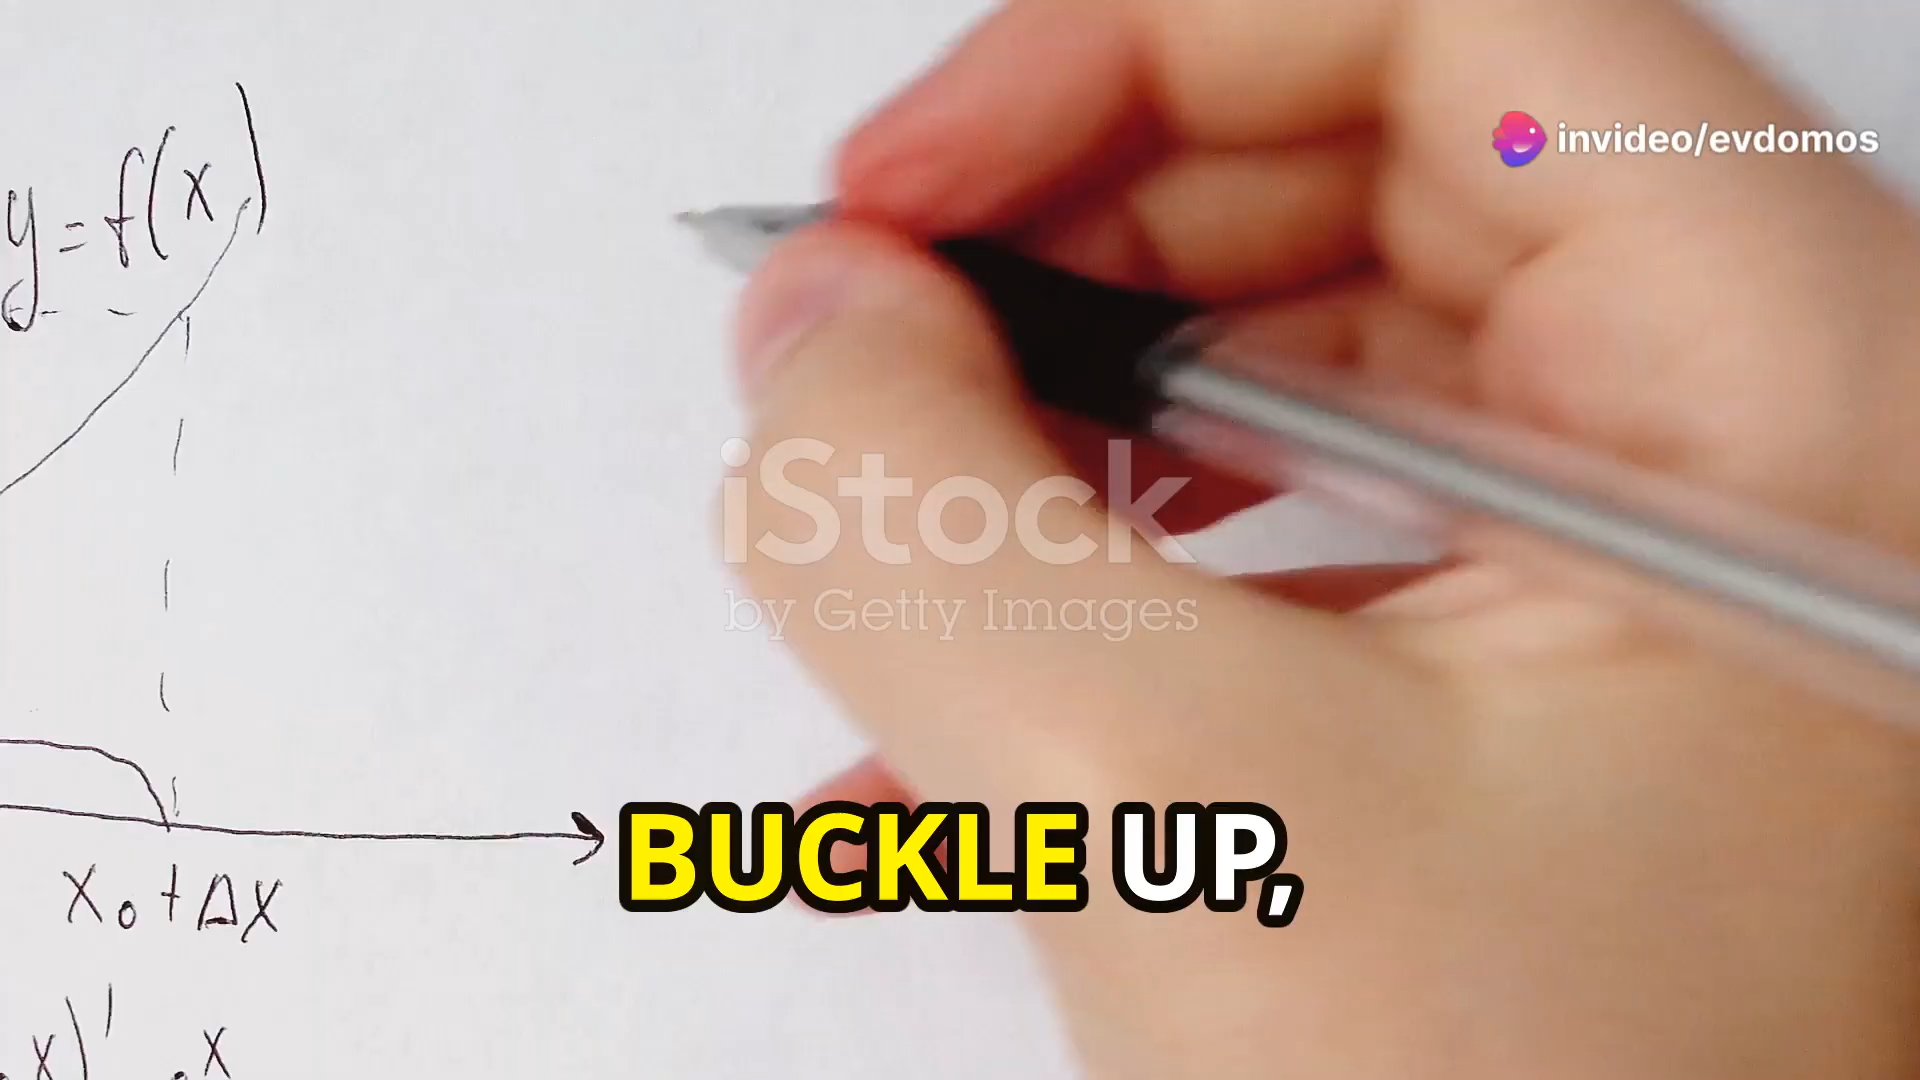 invideo/evdomos
y = f(x)
iStock
by Getty Images
BUCKLE UP,
x₀ + Δx
x)' x